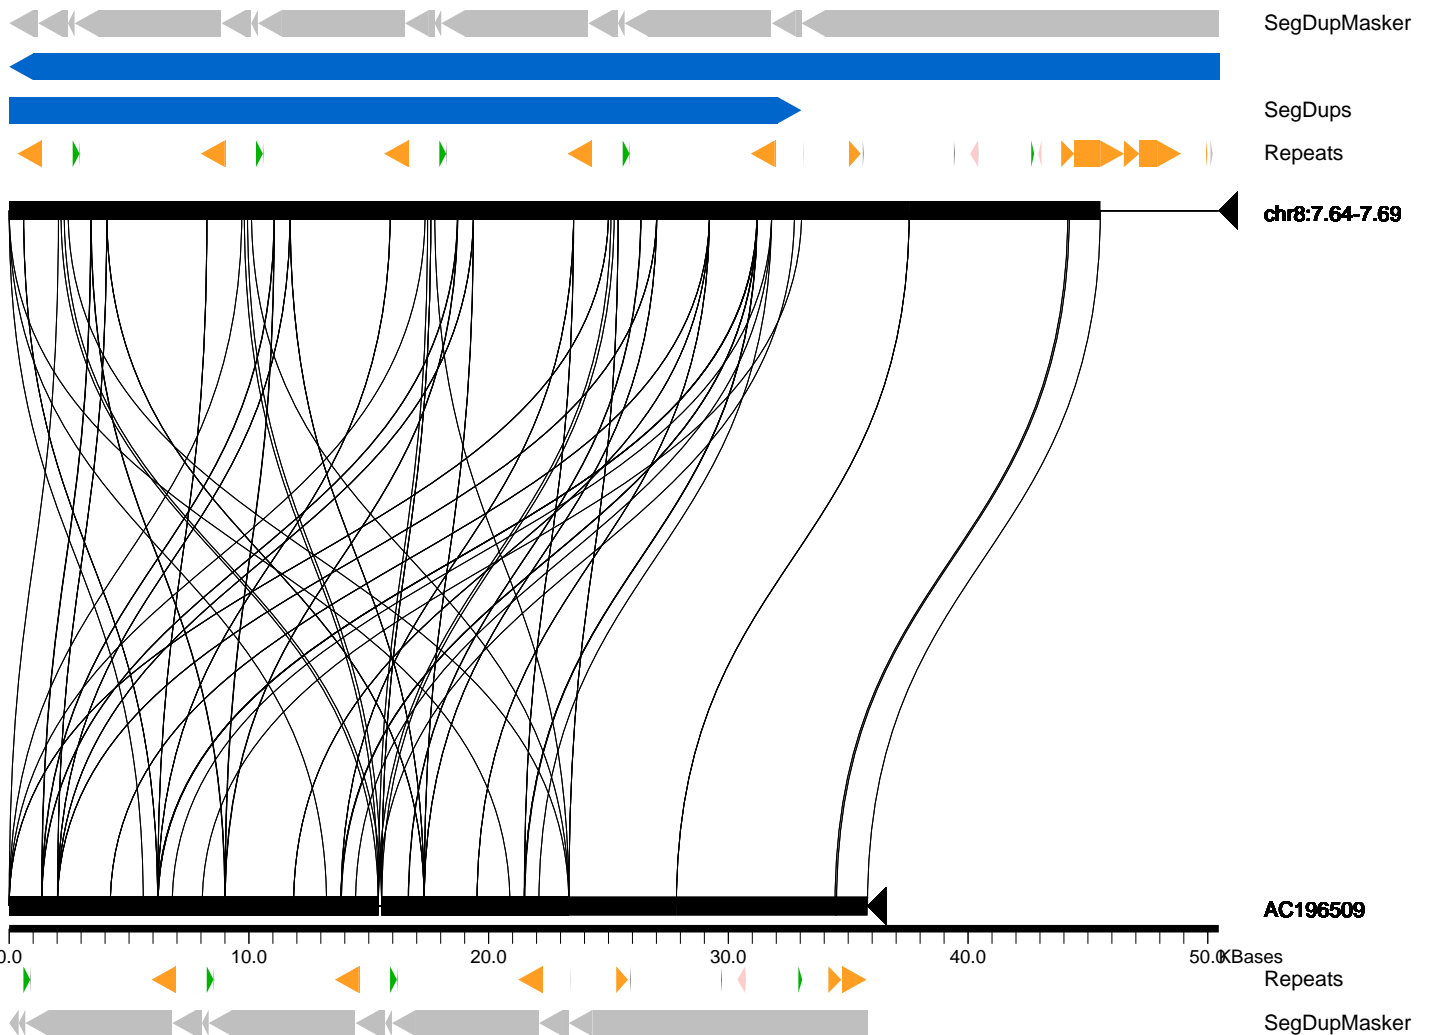 SegDupMasker
SegDups
Repeats
chr8:7.64-7.69
AC196509
0.0 10.0 20.0 30.0 40.0 50.0 KBases
Repeats
SegDupMasker